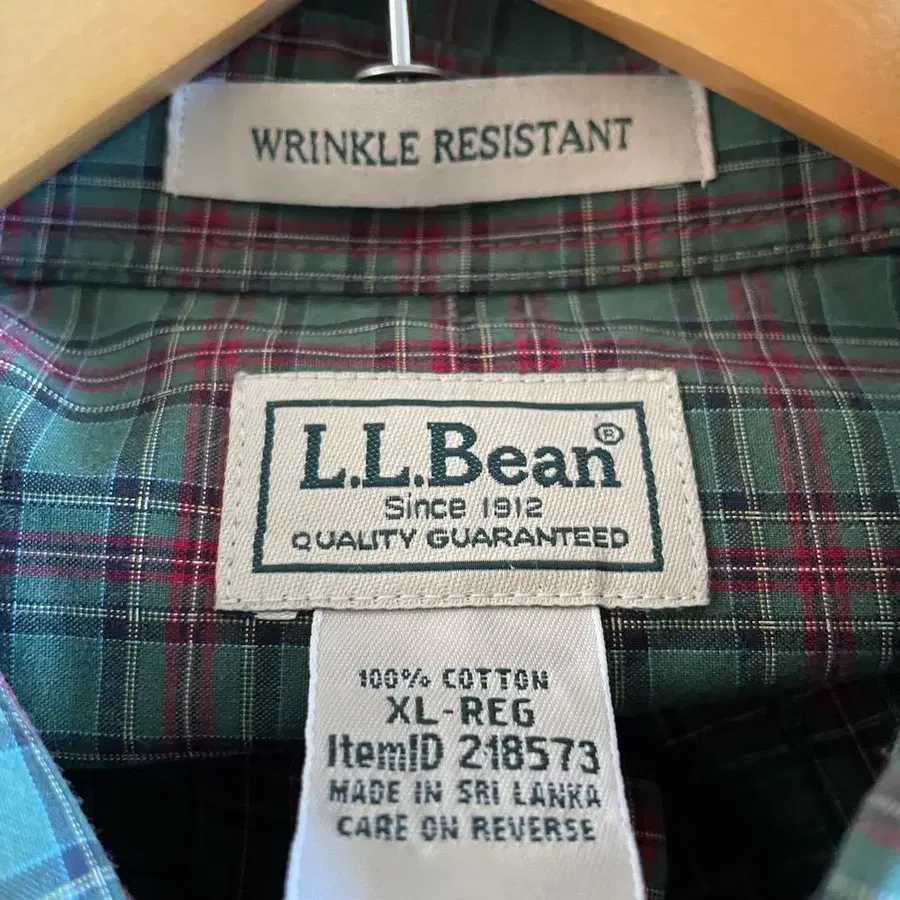 WRINKLE RESISTANT
L.L.Bean®
Since 1912
QUALITY GUARANTEED
100% COTTON
XL-REG
ItemID 218573
MADE IN SRI LANKA
CARE ON REVERSE